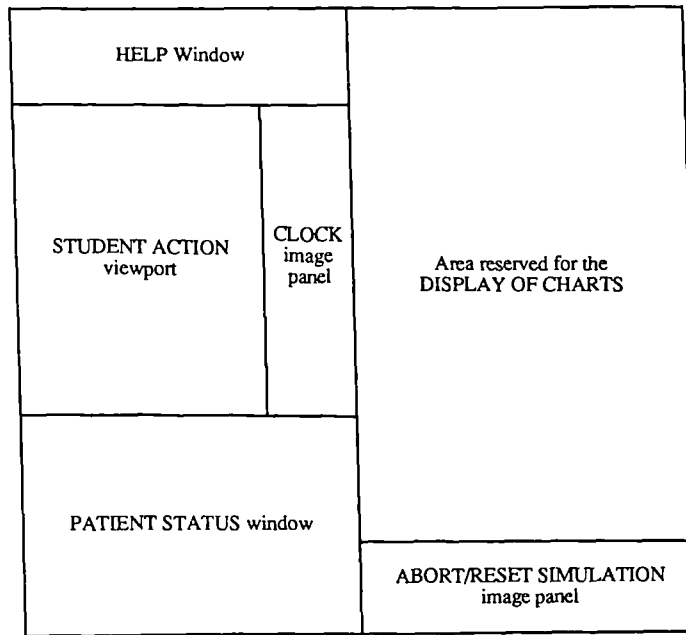 HELP Window
STUDENT ACTION
viewport
CLOCK
image
panel
Area reserved for the
DISPLAY OF CHARTS
PATIENT STATUS window
ABORT/RESET SIMULATION
image panel